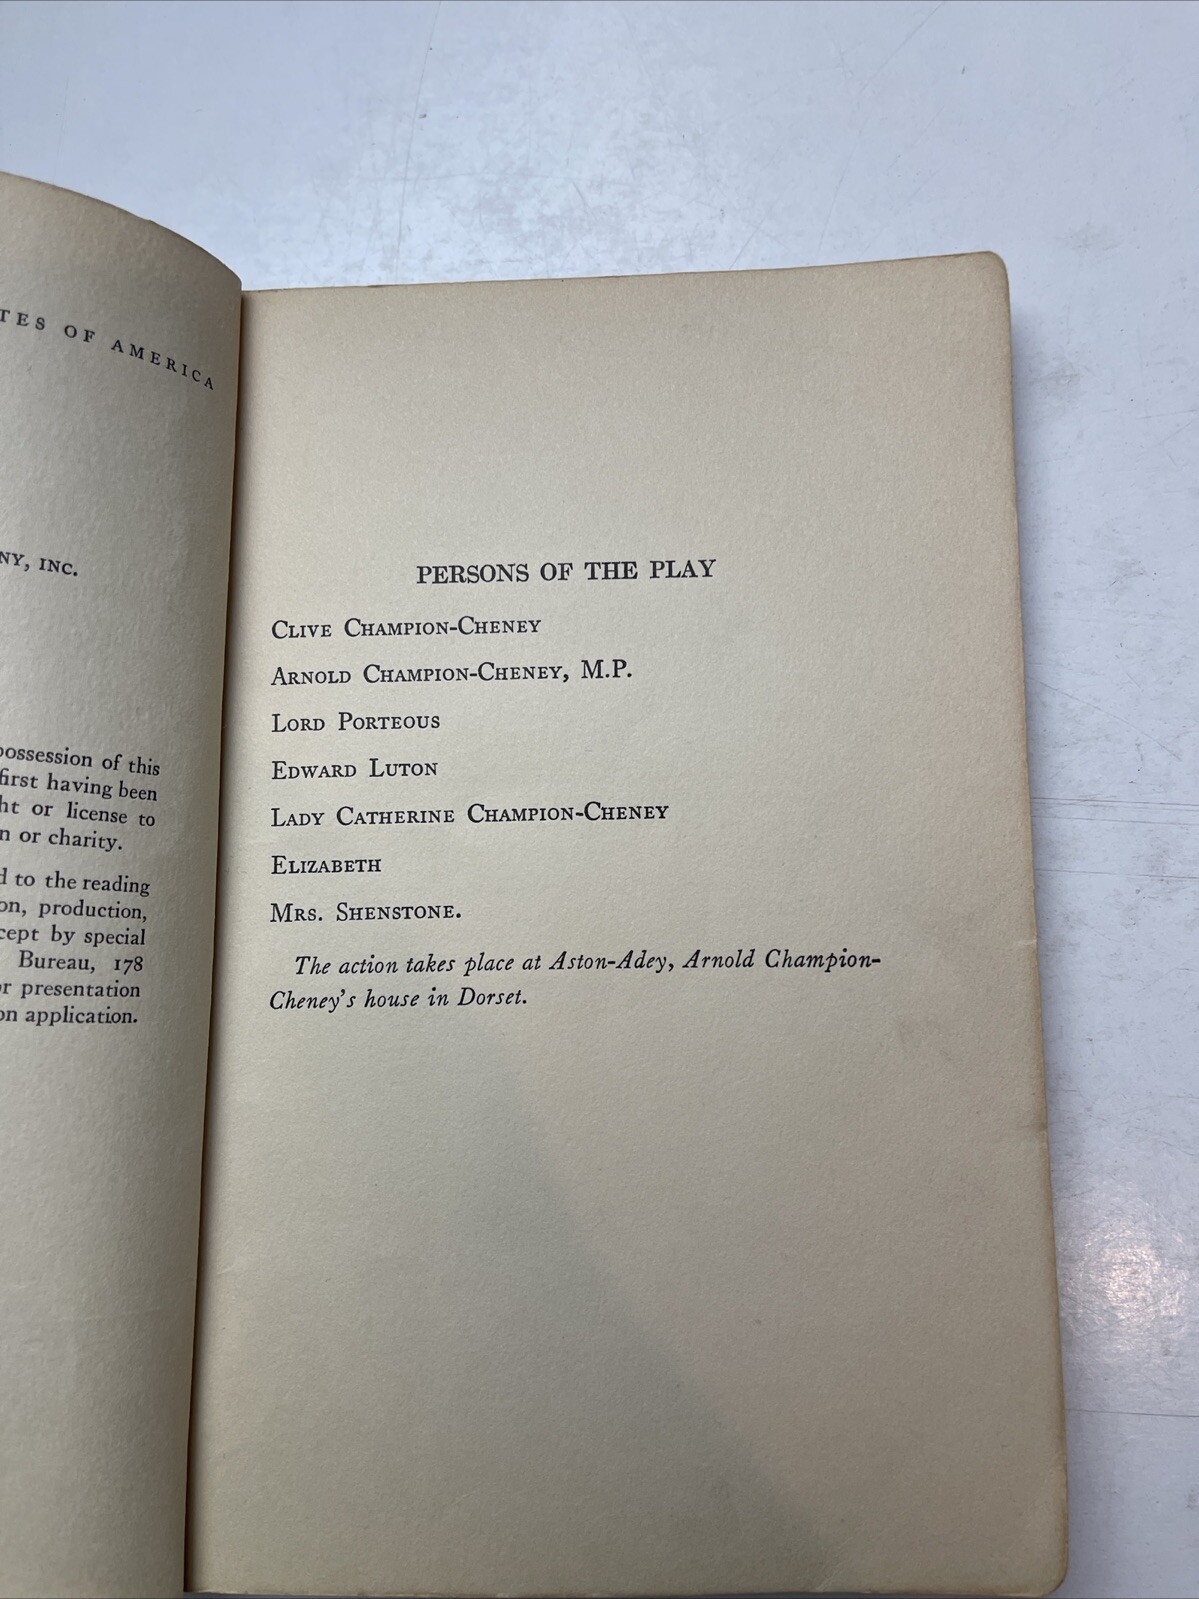 TES OF AMERICA
NY, INC.
possession of this
first having been
ht or license to
n or charity.
d to the reading
on, production,
cept by special
Bureau, 178
or presentation
on application.
PERSONS OF THE PLAY
CLIVE CHAMPION-CHENEY
ARNOLD CHAMPION-CHENEY, M.P.
LORD PORTEOUS
EDWARD LUTON
LADY CATHERINE CHAMPION-CHENEY
ELIZABETH
MRS. SHENSTONE.
The action takes place at Aston-Adey, Arnold Champion-
Cheney's house in Dorset.